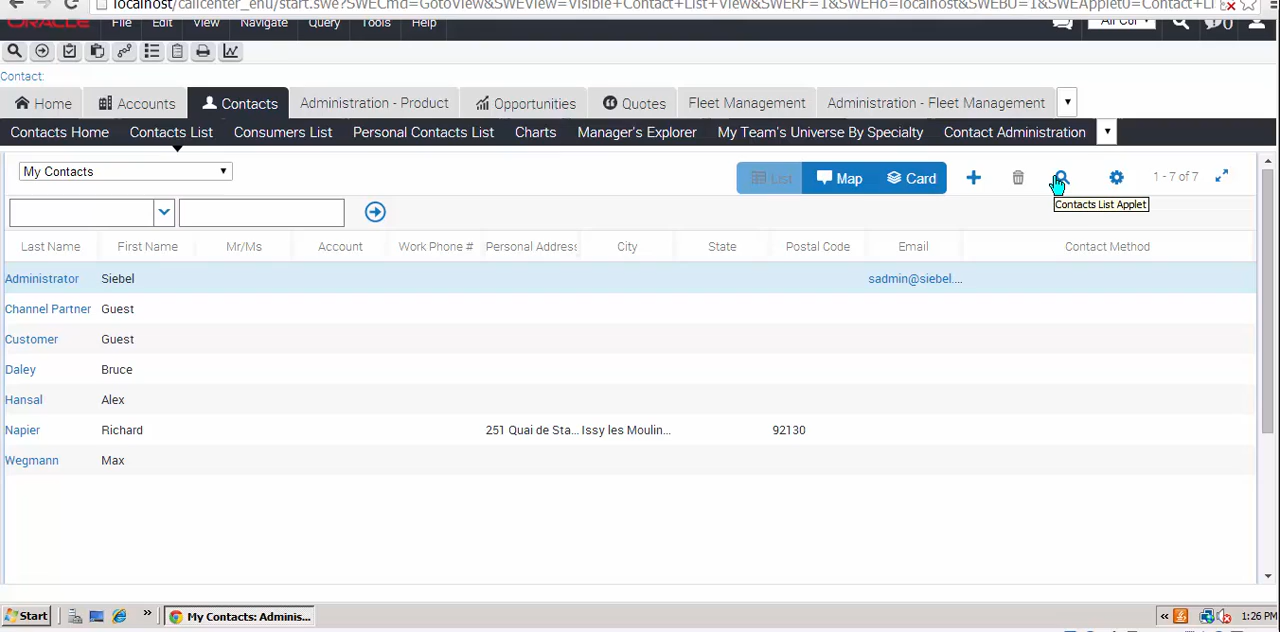 localhost/callcenter_enu/start.swe?SWECmd=GotoView&SWEView=Visible+Contact+List+View&SWERF=1&SWEHo=localhost&SWEBU=1&SWEApplet0=Contact+Li
ORACLE File Edit View Navigate Query Tools Help 0
Contact:
Home Accounts Contacts Administration - Product Opportunities Quotes Fleet Management Administration - Fleet Management
Contacts Home Contacts List Consumers List Personal Contacts List Charts Manager's Explorer My Team's Universe By Specialty Contact Administration
My Contacts List Map Card 1 - 7 of 7
Contacts List Applet
Last Name First Name Mr/Ms Account Work Phone # Personal Address City State Postal Code Email Contact Method
Administrator Siebel sadmin@siebel....
Channel Partner Guest
Customer Guest
Daley Bruce
Hansal Alex
Napier Richard 251 Quai de Sta... Issy les Moulin... 92130
Wegmann Max
Start » My Contacts: Adminis... « 1:26 PM